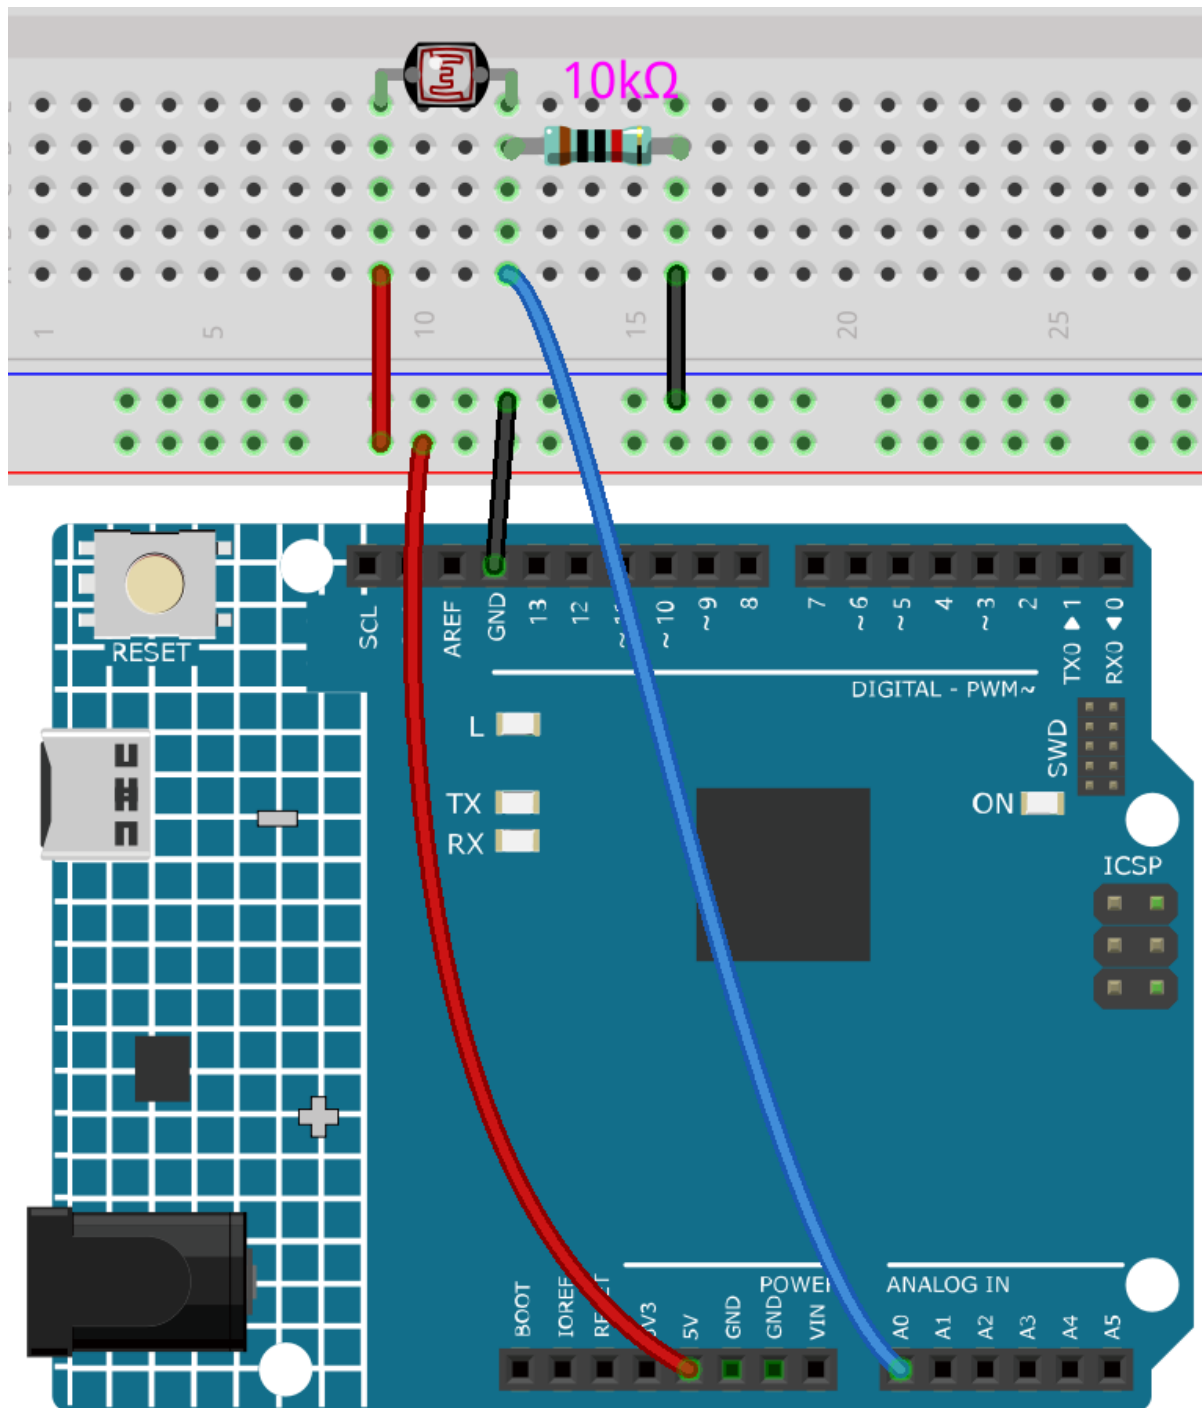 10kΩ
1
5
10
15
20
25
SCL
AREF
GND
13
12
~10
~9
8
7
~6
~5
4
~3
2
TX0 ▶ 1
RX0 ◀ 0
RESET
DIGITAL - PWM~
L
TX
RX
SWD
ON
ICSP
POWER
ANALOG IN
BOOT
IOREF
RESET
5V
GND
GND
VIN
A0
A1
A2
A3
A4
A5